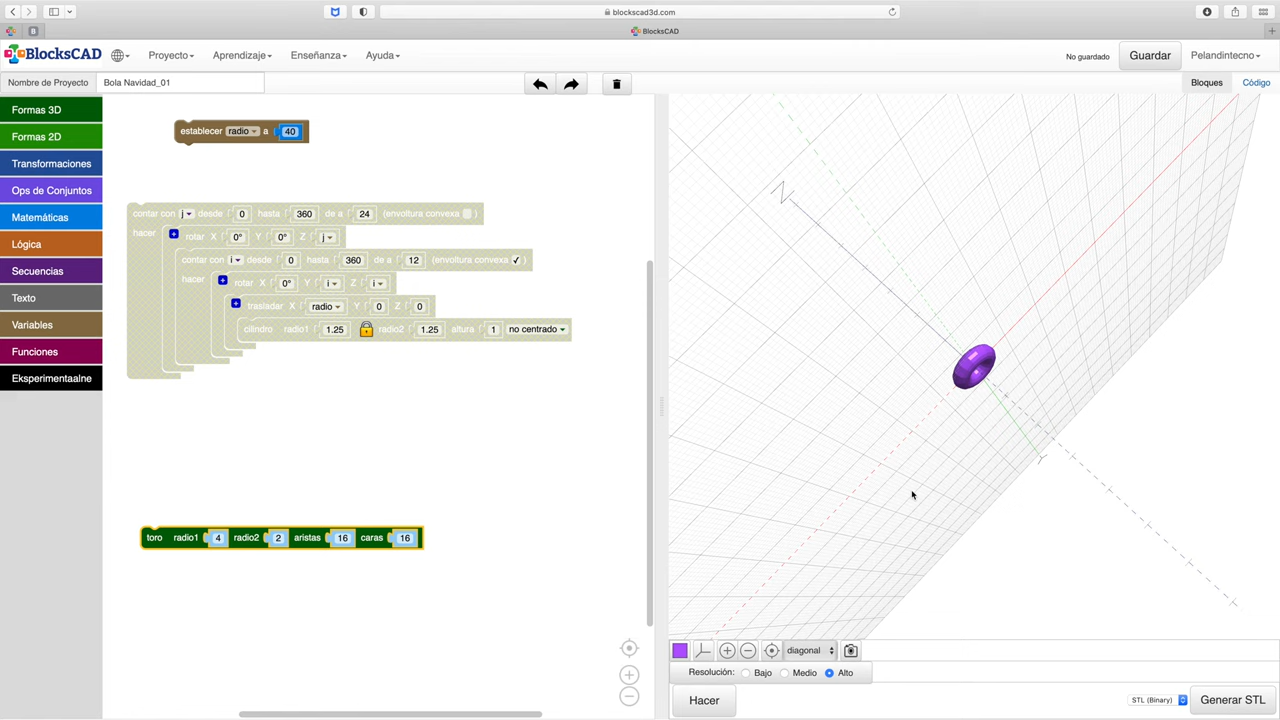 blockscad3d.com
B
BlocksCAD
BlocksCAD
Proyecto
Aprendizaje
Enseñanza
Ayuda
No guardado
Guardar
Pelandintecno
Nombre de Proyecto
Bola Navidad_01
Bloques
Código
Formas 3D
Formas 2D
Transformaciones
Ops de Conjuntos
Matemáticas
Lógica
Secuencias
Texto
Variables
Funciones
Eksperimentaalne
establecer radio a 40
contar con j desde 0 hasta 360 de a 24 (envoltura convexa )
hacer rotar X 0° Y 0° Z j
contar con i desde 0 hasta 360 de a 12 (envoltura convexa ✓ )
hacer rotar X 0° Y i Z i
trasladar X radio Y 0 Z 0
cilindro radio1 1.25 radio2 1.25 altura 1 no centrado
toro radio1 4 radio2 2 aristas 16 caras 16
Z
Y
diagonal
Resolución: Bajo Medio Alto
Hacer
STL (Binary)
Generar STL